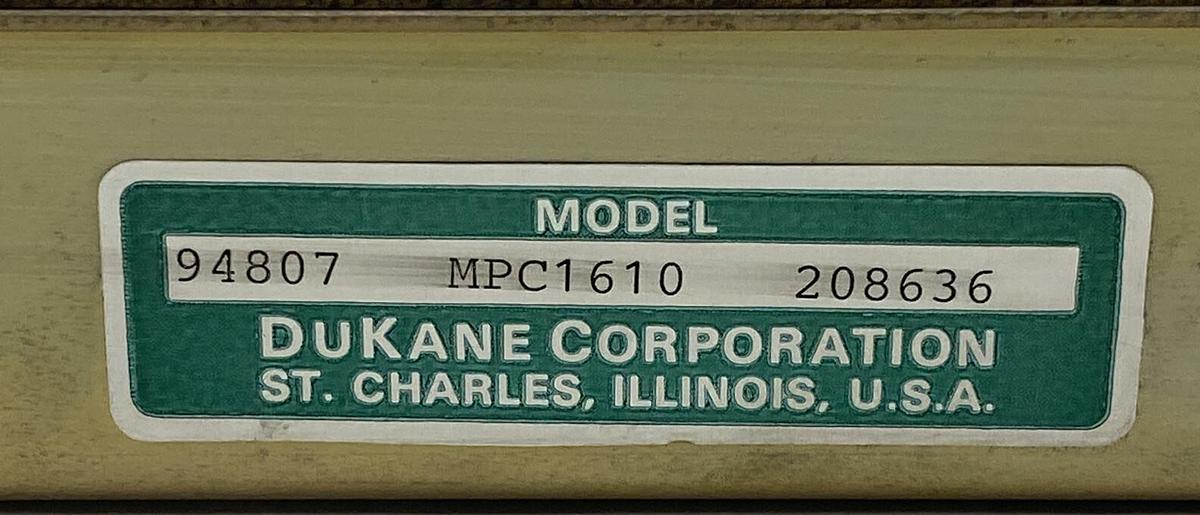 MODEL
94807 MPC1610 208636
DUKANE CORPORATION
ST. CHARLES, ILLINOIS, U.S.A.